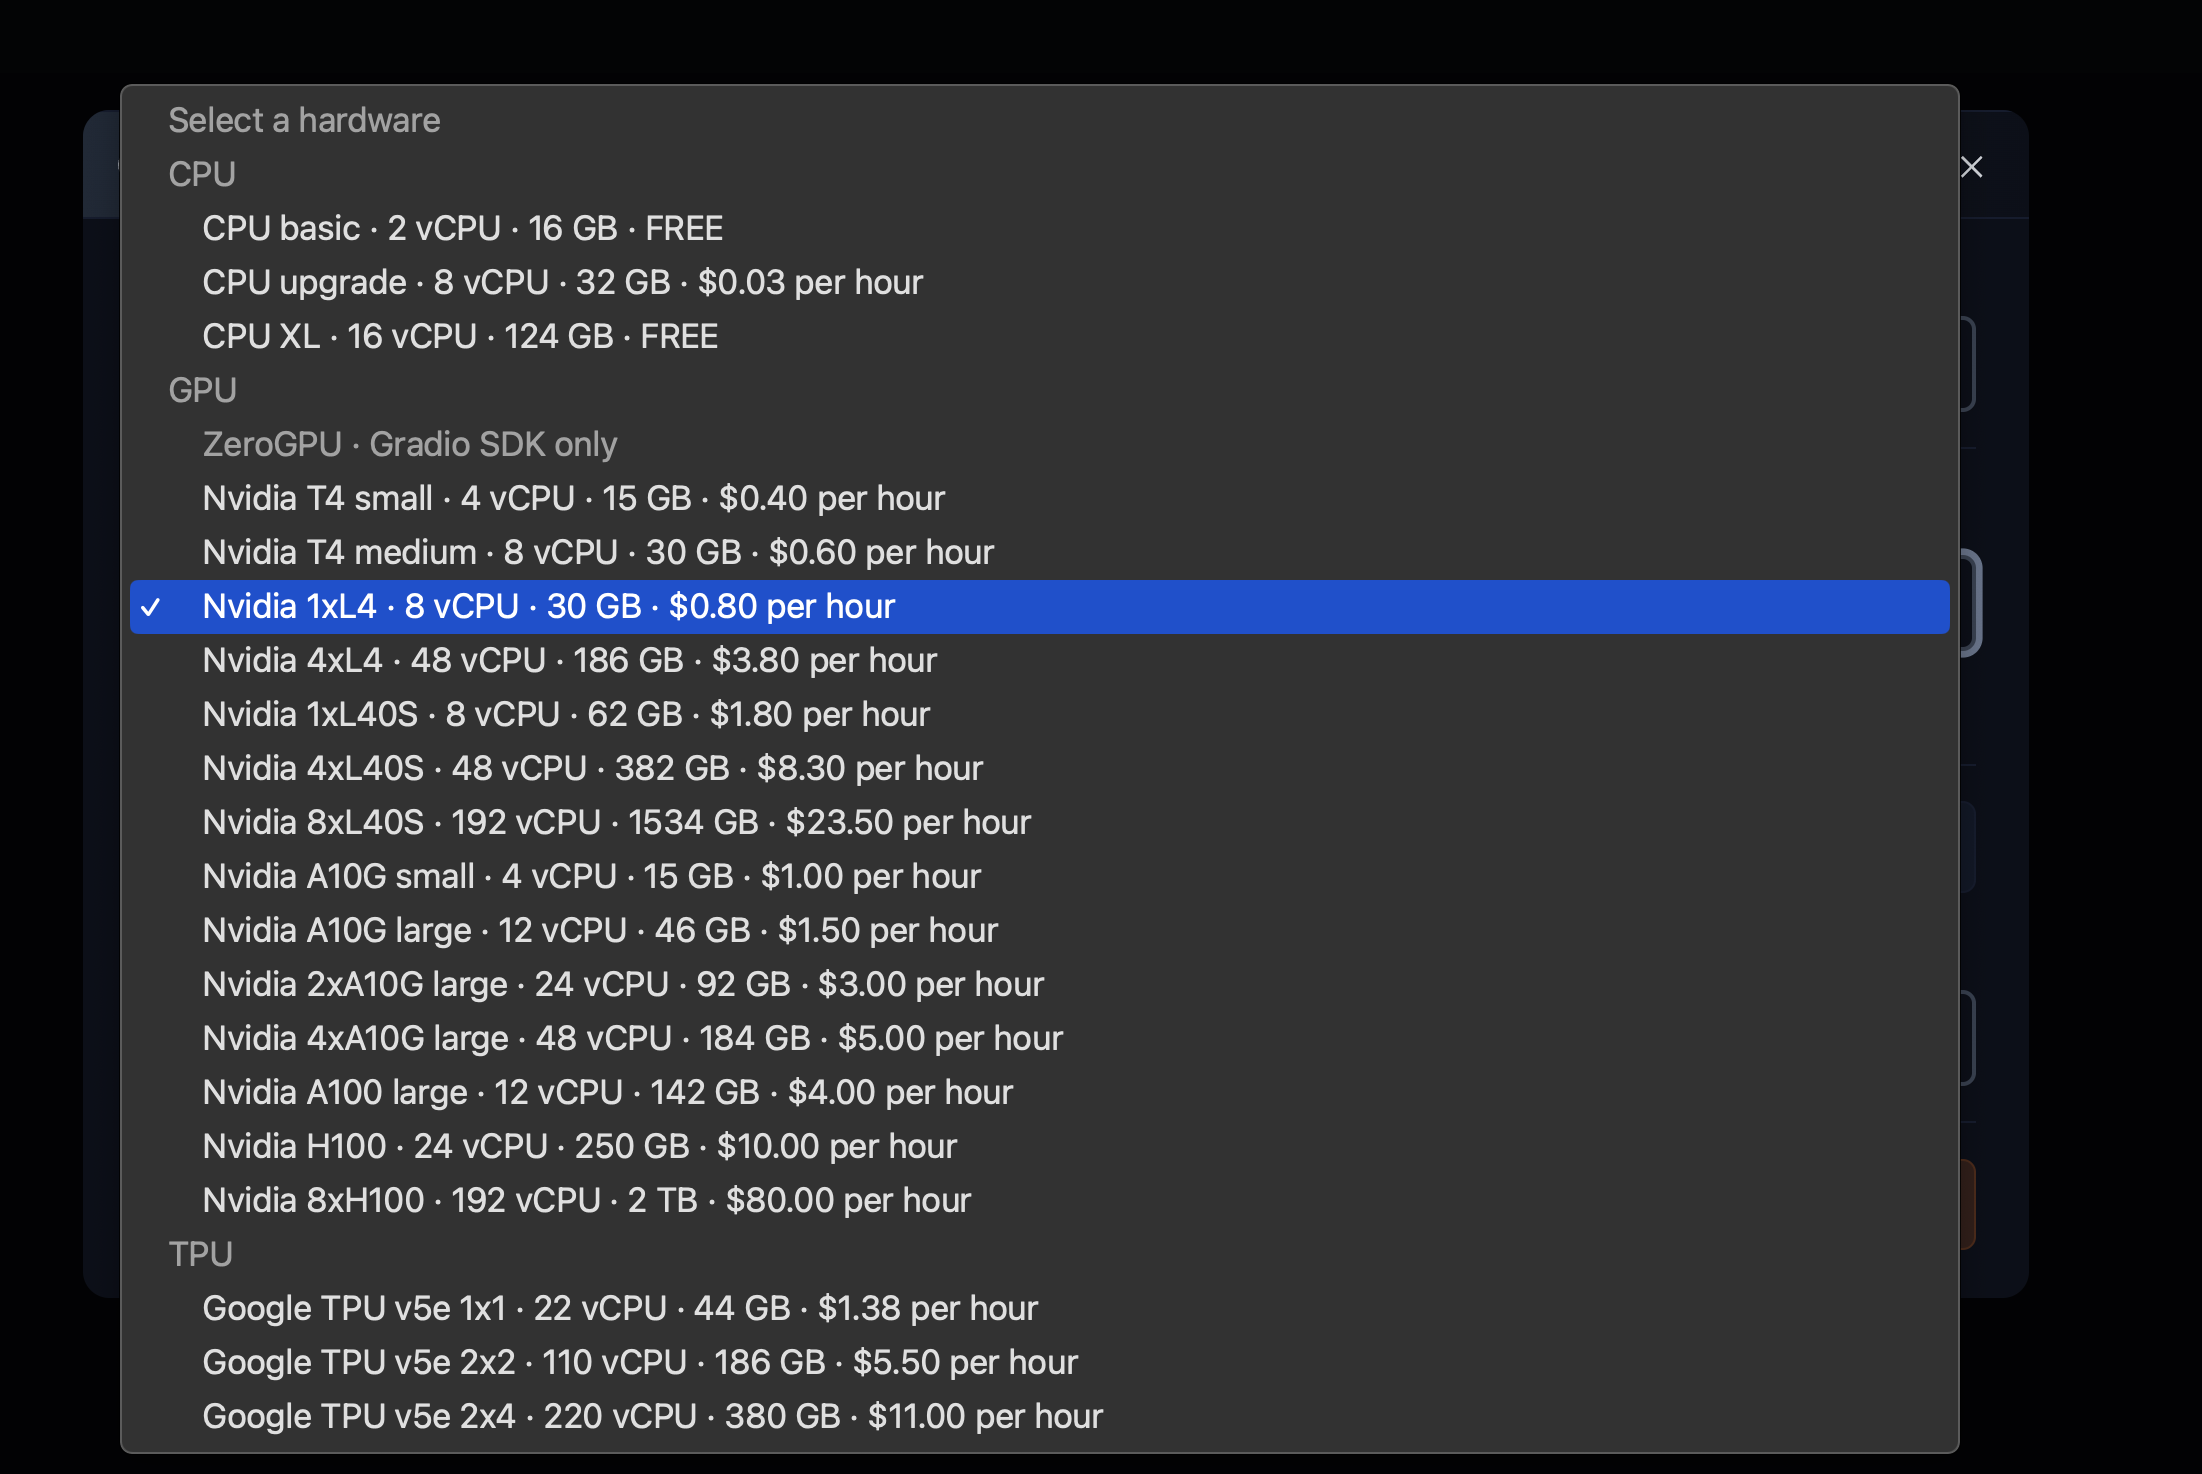 Select a hardware
CPU
CPU basic · 2 vCPU · 16 GB · FREE
CPU upgrade · 8 vCPU · 32 GB · $0.03 per hour
CPU XL · 16 vCPU · 124 GB · FREE
GPU
ZeroGPU · Gradio SDK only
Nvidia T4 small · 4 vCPU · 15 GB · $0.40 per hour
Nvidia T4 medium · 8 vCPU · 30 GB · $0.60 per hour
Nvidia 1xL4 · 8 vCPU · 30 GB · $0.80 per hour
Nvidia 4xL4 · 48 vCPU · 186 GB · $3.80 per hour
Nvidia 1xL40S · 8 vCPU · 62 GB · $1.80 per hour
Nvidia 4xL40S · 48 vCPU · 382 GB · $8.30 per hour
Nvidia 8xL40S · 192 vCPU · 1534 GB · $23.50 per hour
Nvidia A10G small · 4 vCPU · 15 GB · $1.00 per hour
Nvidia A10G large · 12 vCPU · 46 GB · $1.50 per hour
Nvidia 2xA10G large · 24 vCPU · 92 GB · $3.00 per hour
Nvidia 4xA10G large · 48 vCPU · 184 GB · $5.00 per hour
Nvidia A100 large · 12 vCPU · 142 GB · $4.00 per hour
Nvidia H100 · 24 vCPU · 250 GB · $10.00 per hour
Nvidia 8xH100 · 192 vCPU · 2 TB · $80.00 per hour
TPU
Google TPU v5e 1x1 · 22 vCPU · 44 GB · $1.38 per hour
Google TPU v5e 2x2 · 110 vCPU · 186 GB · $5.50 per hour
Google TPU v5e 2x4 · 220 vCPU · 380 GB · $11.00 per hour